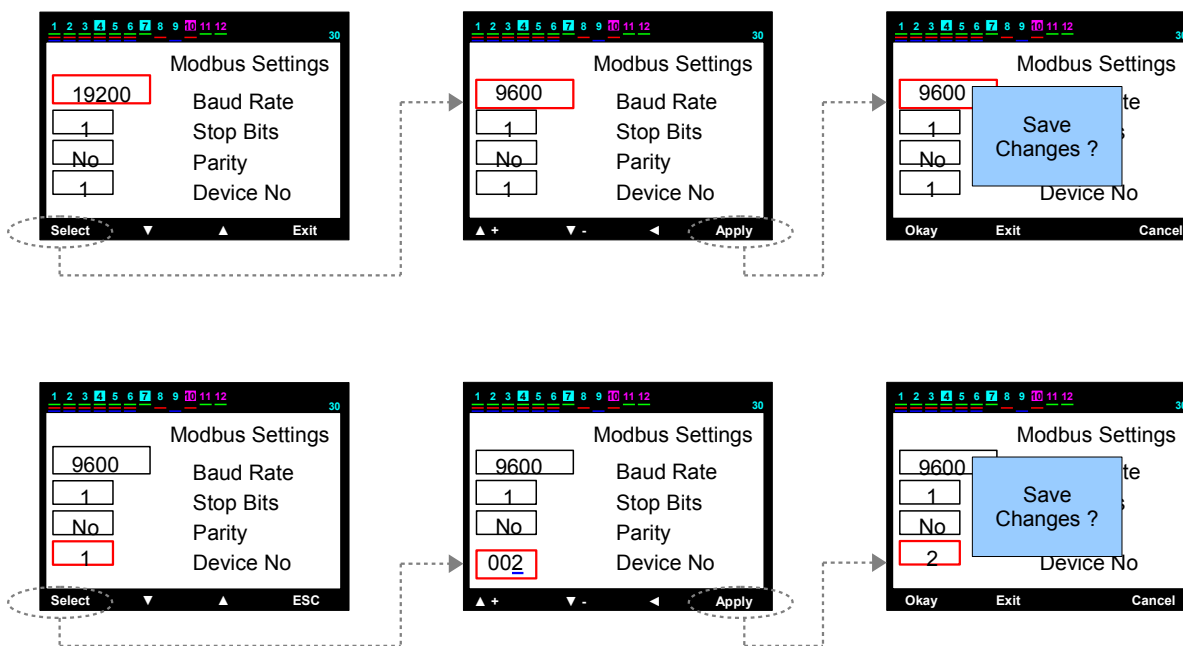 1 2 3 4 5 6 7 8 9 10 11 12
30
Modbus Settings
19200 Baud Rate
1 Stop Bits
No Parity
1 Device No
Select ▼ ▲ Exit
1 2 3 4 5 6 7 8 9 10 11 12
30
Modbus Settings
9600 Baud Rate
1 Stop Bits
No Parity
1 Device No
▲ + ▼ - ◄ Apply
1 2 3 4 5 6 7 8 9 10 11 12
30
Modbus Settings
9600 te
1 s
No
1 Device No
Save
Changes ?
Okay Exit Cancel
1 2 3 4 5 6 7 8 9 10 11 12
30
Modbus Settings
9600 Baud Rate
1 Stop Bits
No Parity
1 Device No
Select ▼ ▲ ESC
1 2 3 4 5 6 7 8 9 10 11 12
30
Modbus Settings
9600 Baud Rate
1 Stop Bits
No Parity
002 Device No
▲ + ▼ - ◄ Apply
1 2 3 4 5 6 7 8 9 10 11 12
30
Modbus Settings
9600 te
1 s
No
2 Device No
Save
Changes ?
Okay Exit Cancel